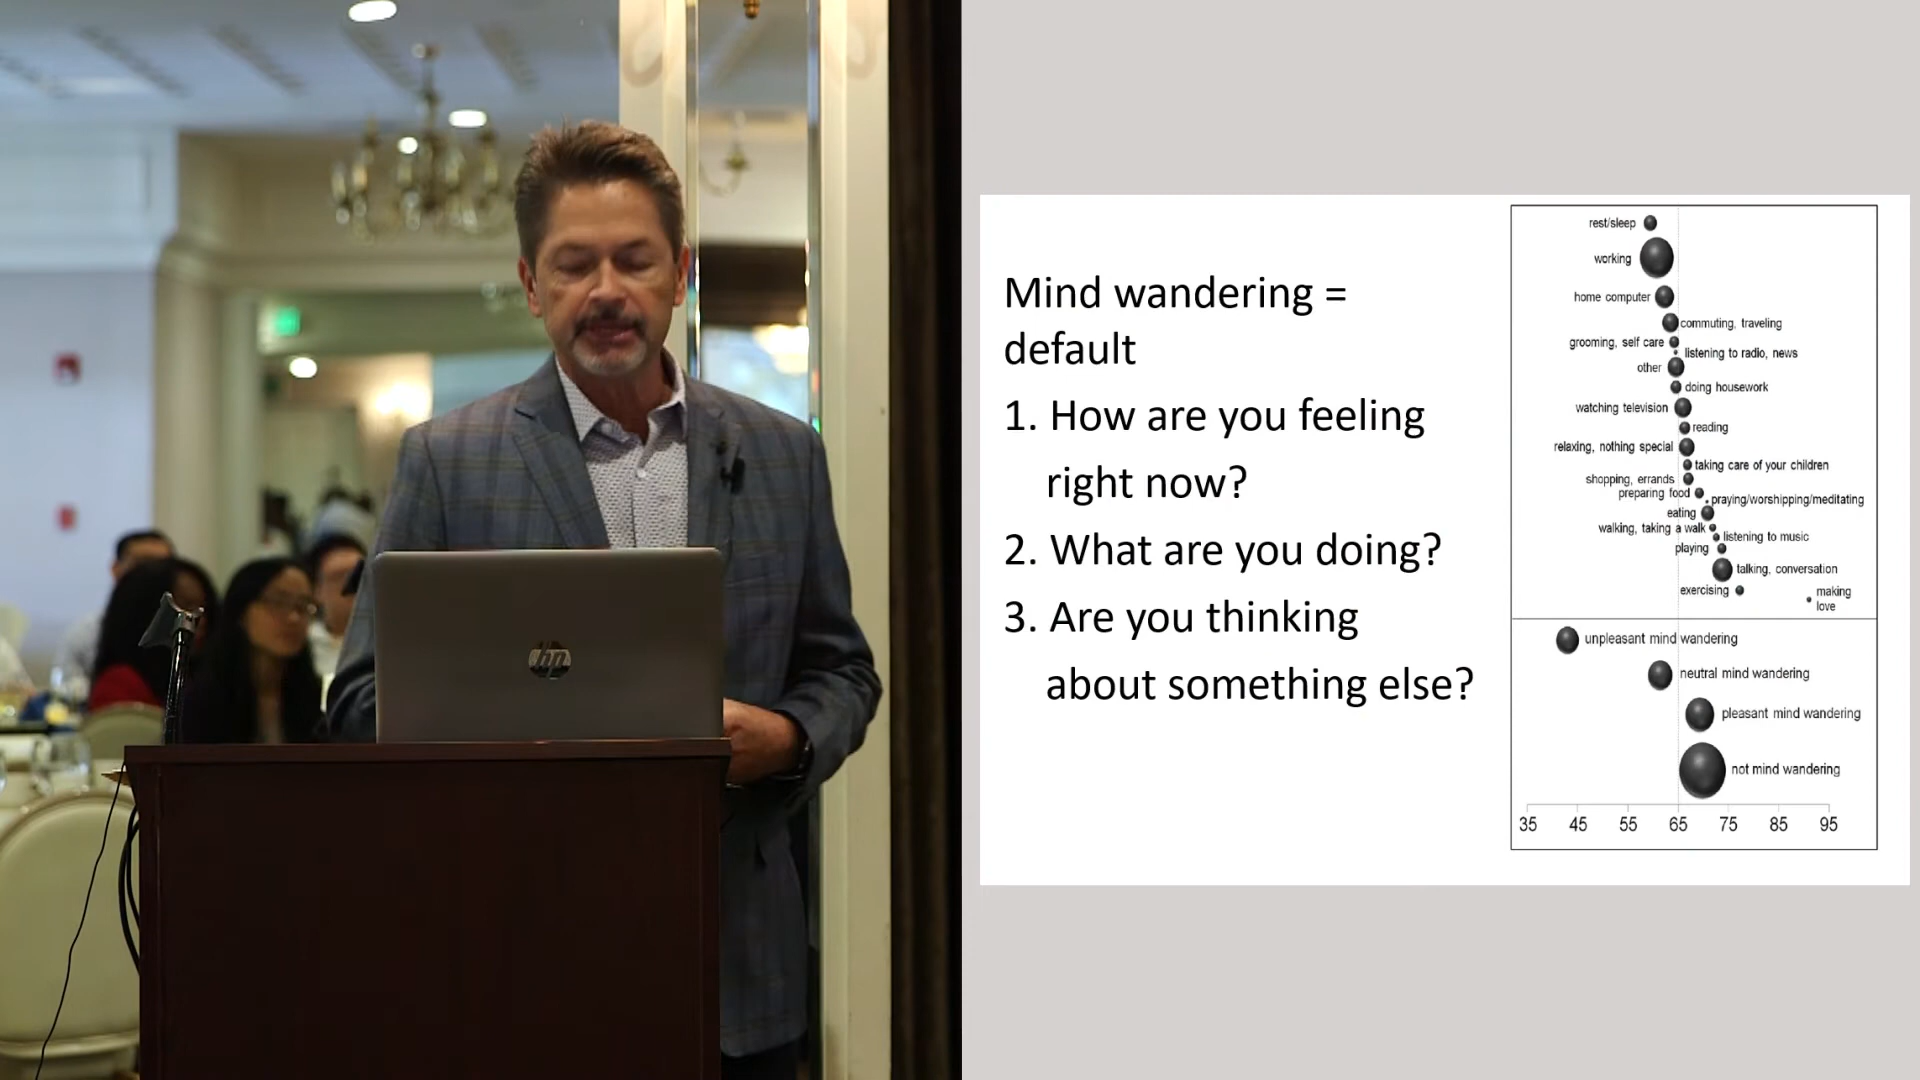 hp
Mind wandering =
default
1. How are you feeling
right now?
2. What are you doing?
3. Are you thinking
about something else?
rest/sleep
working
home computer
commuting, traveling
grooming, self care
listening to radio, news
other
doing housework
watching television
reading
relaxing, nothing special
taking care of your children
shopping, errands
preparing food
praying/worshipping/meditating
eating
walking, taking a walk
listening to music
playing
talking, conversation
exercising
making
love
unpleasant mind wandering
neutral mind wandering
pleasant mind wandering
not mind wandering
35 45 55 65 75 85 95